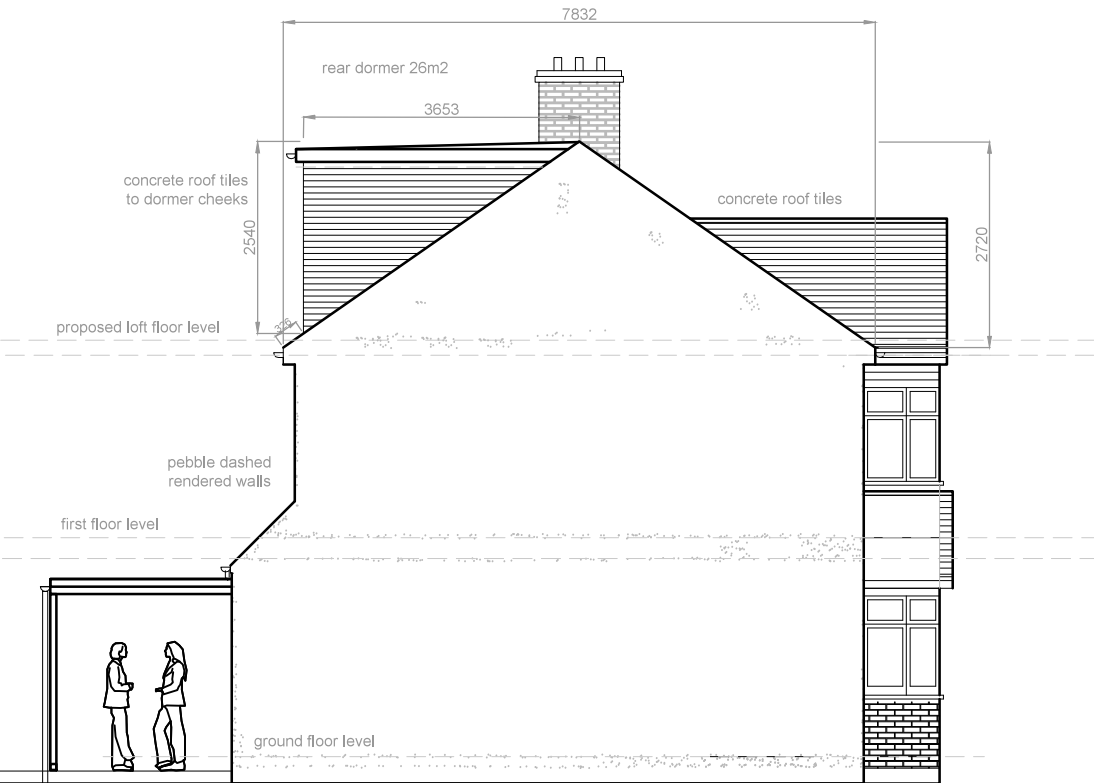 7832
rear dormer 26m2
3653
concrete roof tiles
to dormer cheeks
2540
concrete roof tiles
2720
326
proposed loft floor level
pebble dashed
rendered walls
first floor level
ground floor level